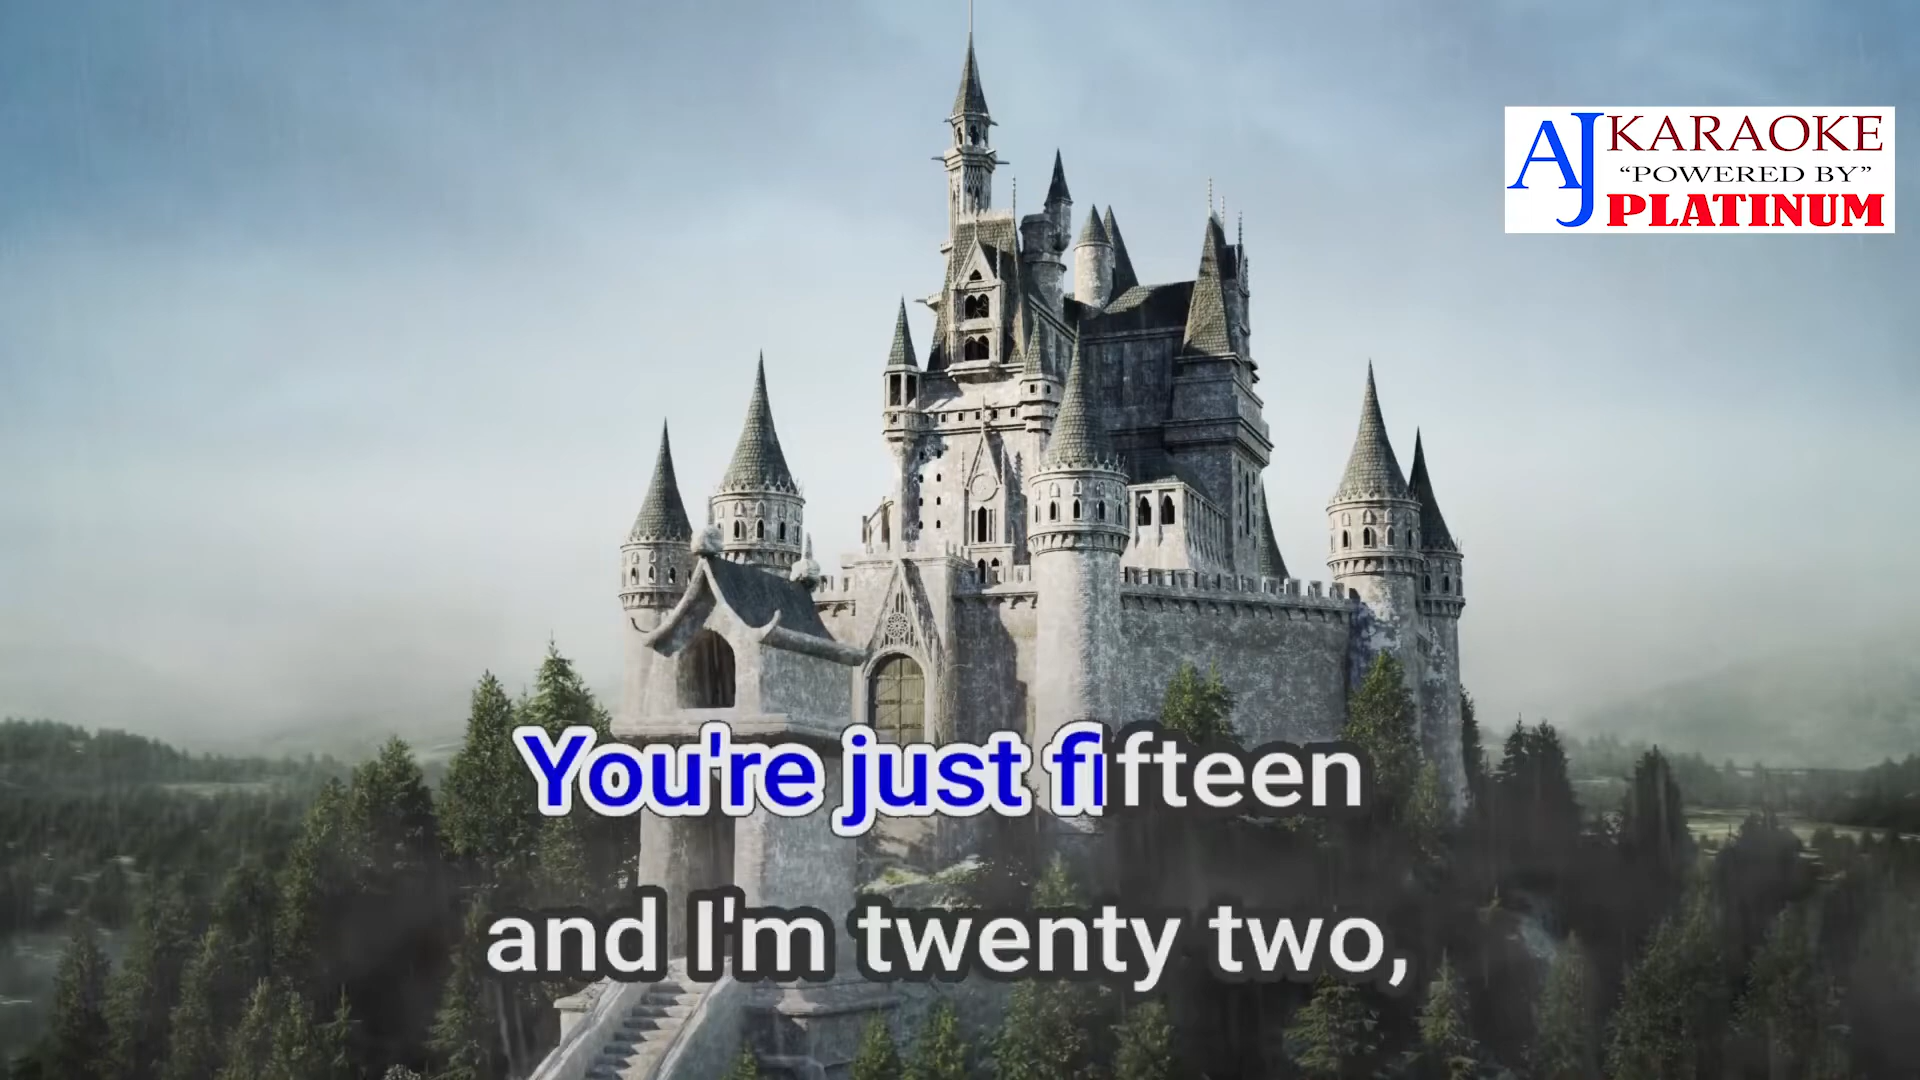 AJ KARAOKE
“POWERED BY”
PLATINUM
You're just fifteen
and I'm twenty two,